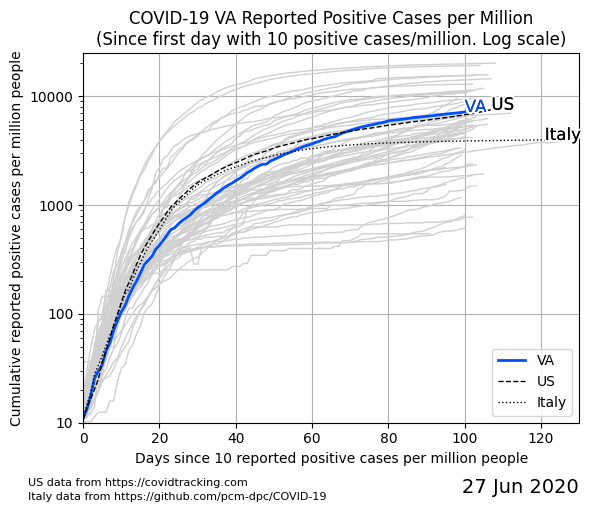 COVID-19 VA Reported Positive Cases per Million
(Since first day with 10 positive cases/million. Log scale)
Cumulative reported positive cases per million people
10000
1000
100
10
VA
US
Italy
VA
US
Italy
0
20
40
60
80
100
120
Days since 10 reported positive cases per million people
US data from https://covidtracking.com
Italy data from https://github.com/pcm-dpc/COVID-19
27 Jun 2020